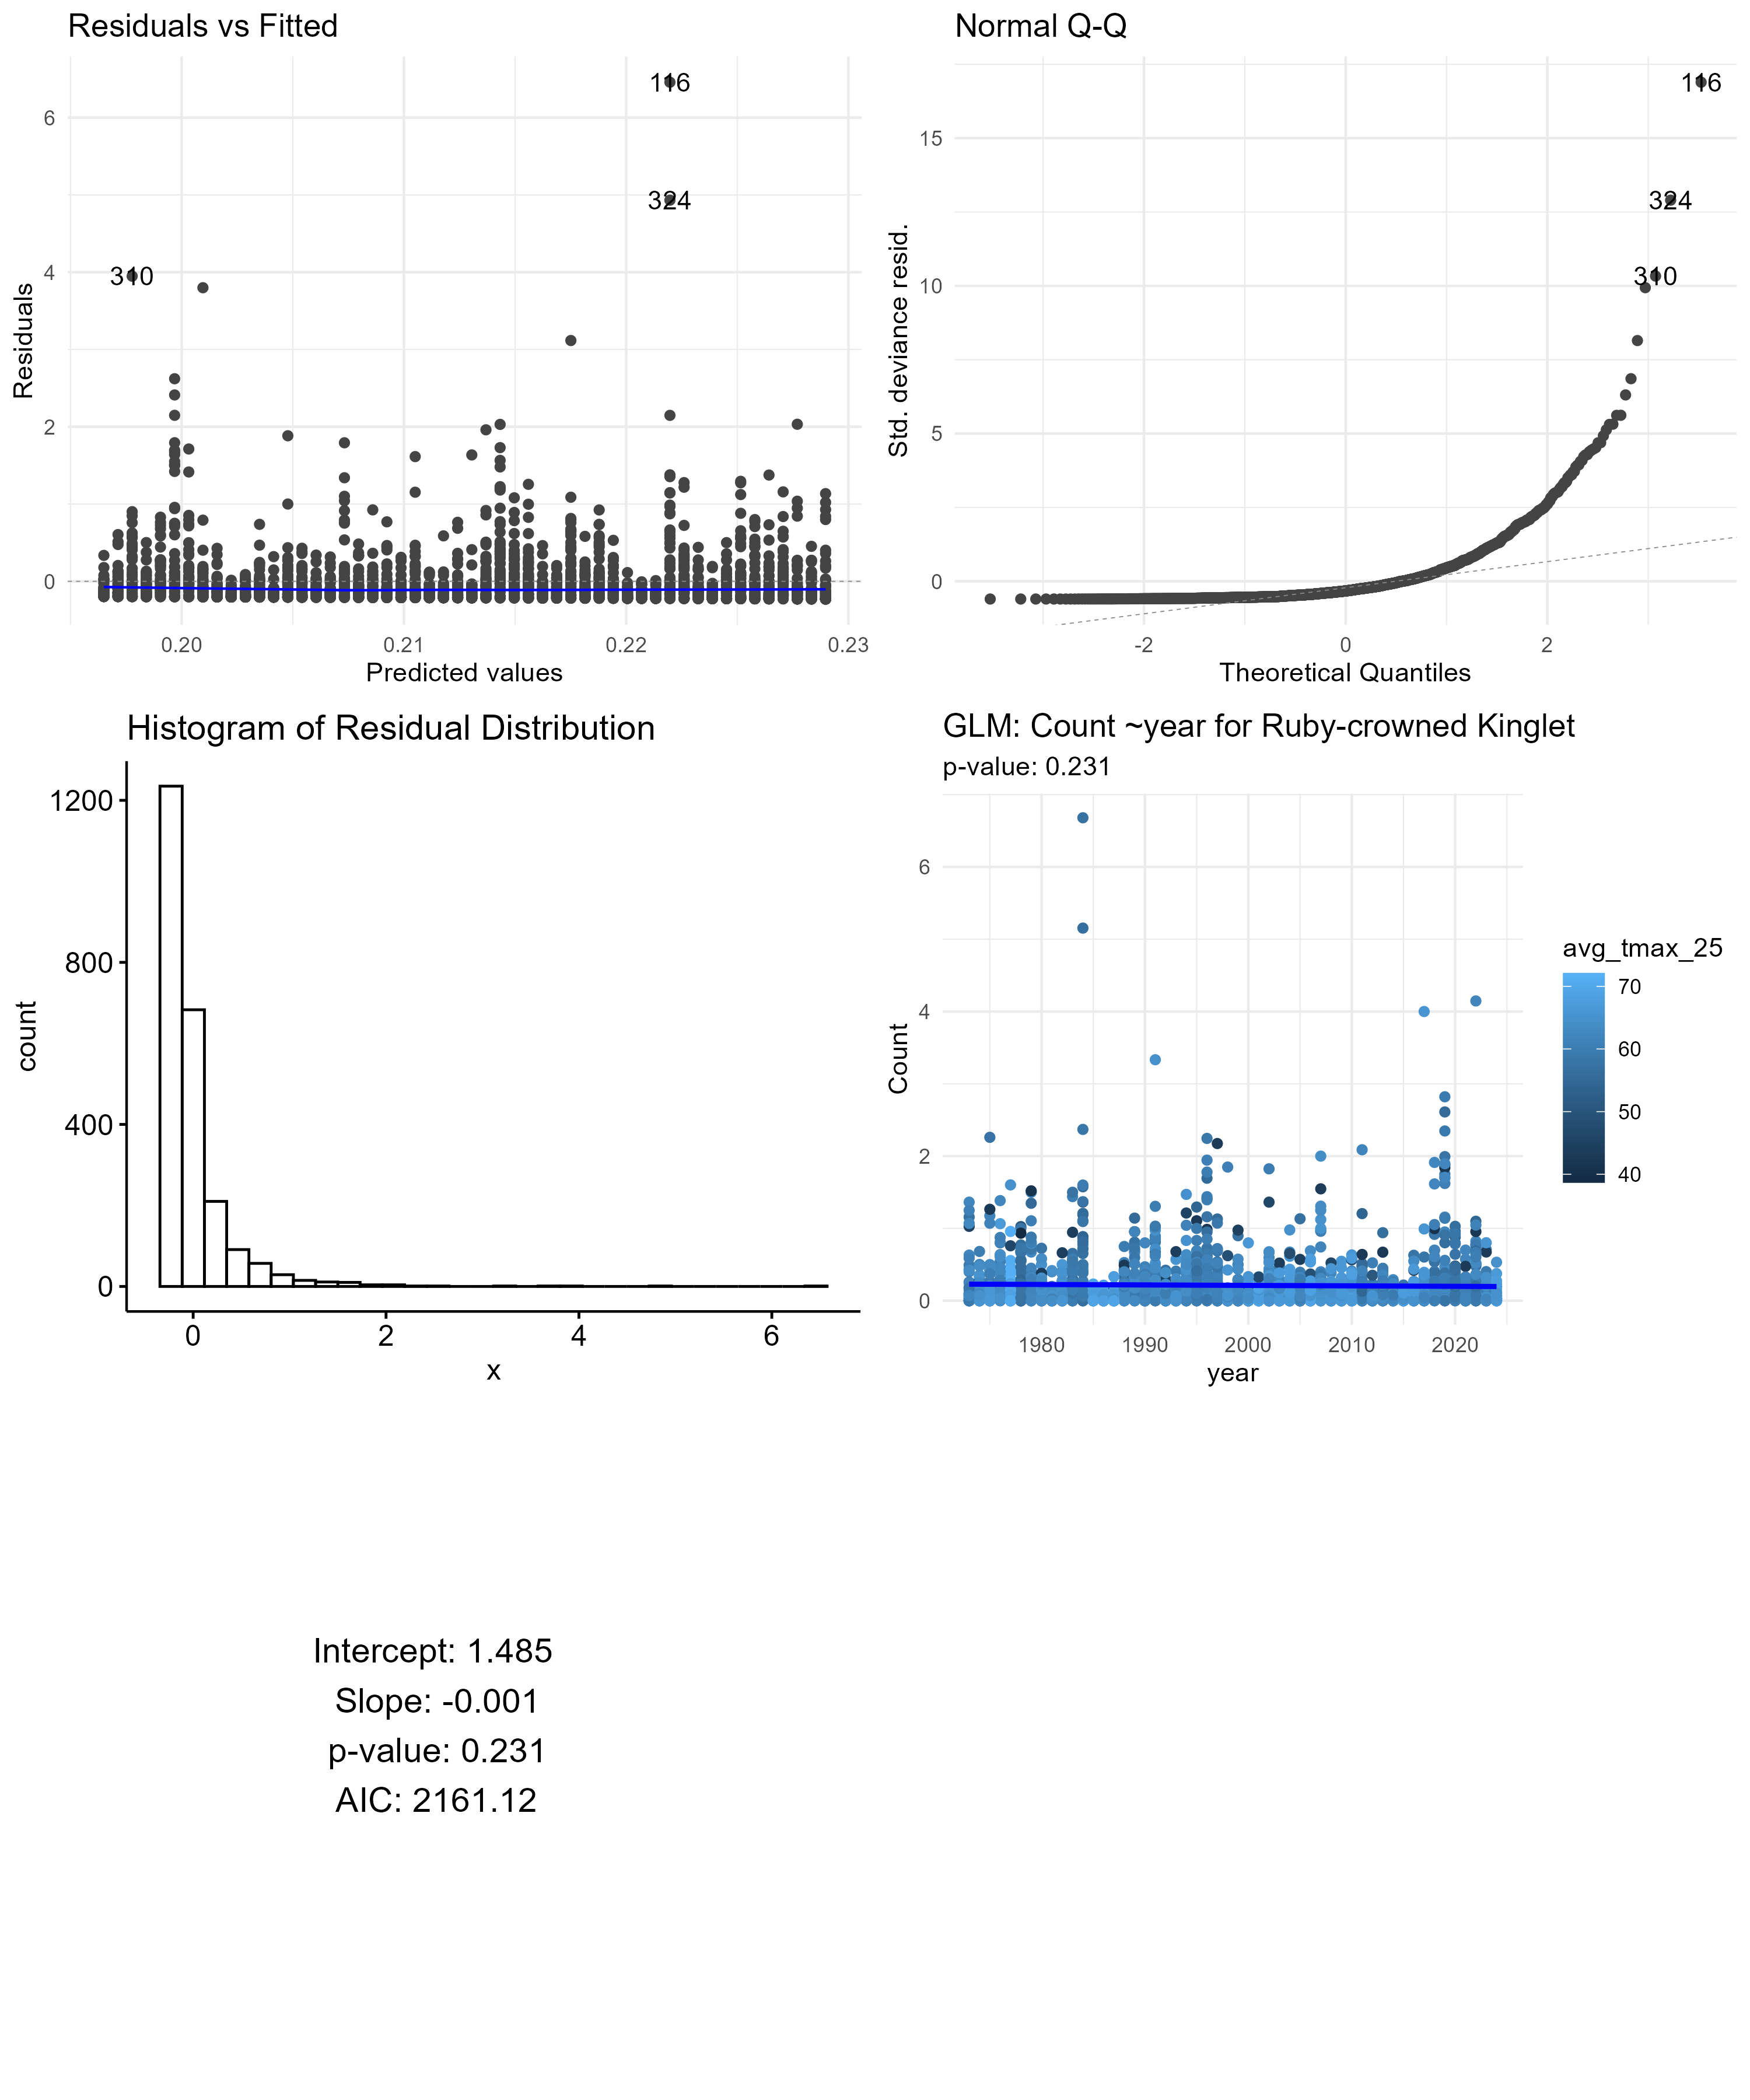 Residuals vs Fitted
116
324
310
6
4
2
0
Residuals
0.20
0.21
0.22
0.23
Predicted values
Normal Q-Q
116
324
310
15
10
5
0
Std. deviance resid.
-2
0
2
Theoretical Quantiles
Histogram of Residual Distribution
1200
800
400
0
count
0
2
4
6
x
GLM: Count ~year for Ruby-crowned Kinglet
p-value: 0.231
6
4
2
0
Count
1980
1990
2000
2010
2020
year
avg_tmax_25
70
60
50
40
Intercept: 1.485
Slope: -0.001
p-value: 0.231
AIC: 2161.12